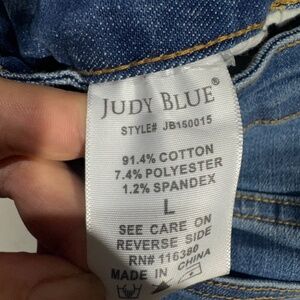 JUDY BLUE®
STYLE# JB150015
91.4% COTTON
7.4% POLYESTER
1.2% SPANDEX
L
SEE CARE ON
REVERSE SIDE
RN# 116380
MADE IN CHINA